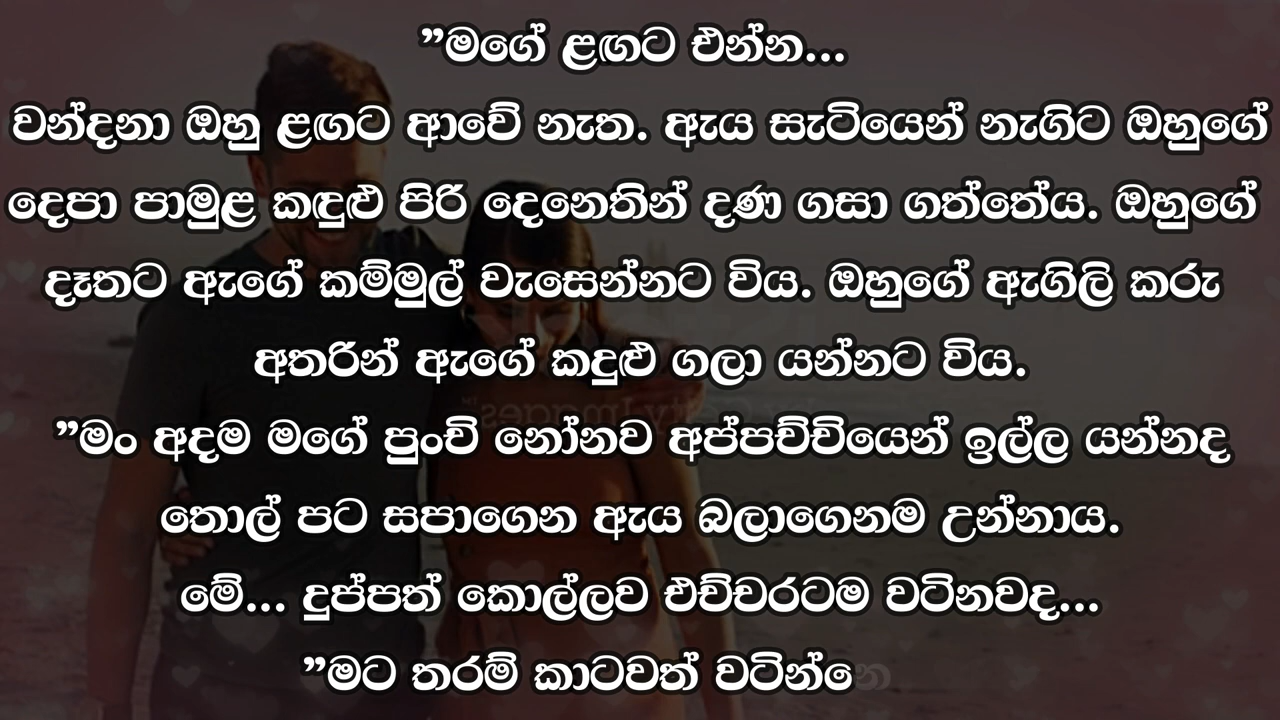 ”මගේ ළඟට එන්න...
වන්දනා ඔහු ළඟට ආවේ නැත. ඇය සැටියෙන් නැගිට ඔහුගේ
දෙපා පාමුළ කඳුළු පිරි දෙනෙතින් දණ ගසා ගත්තේය. ඔහුගේ
දෑතට ඇගේ කම්මුල් වැසෙන්නට විය. ඔහුගේ ඇගිලි කරු
අතරින් ඇගේ කදුළු ගලා යන්නට විය.
”මං අදම මගේ පුංචි නෝනව අප්පච්චියෙන් ඉල්ල යන්නද
තොල් පට සපාගෙන ඇය බලාගෙනම උන්නාය.
මේ... දුප්පත් කොල්ලව එච්චරටම වටිනවද...
”මට තරම් කාටවත් වටින්නෙ